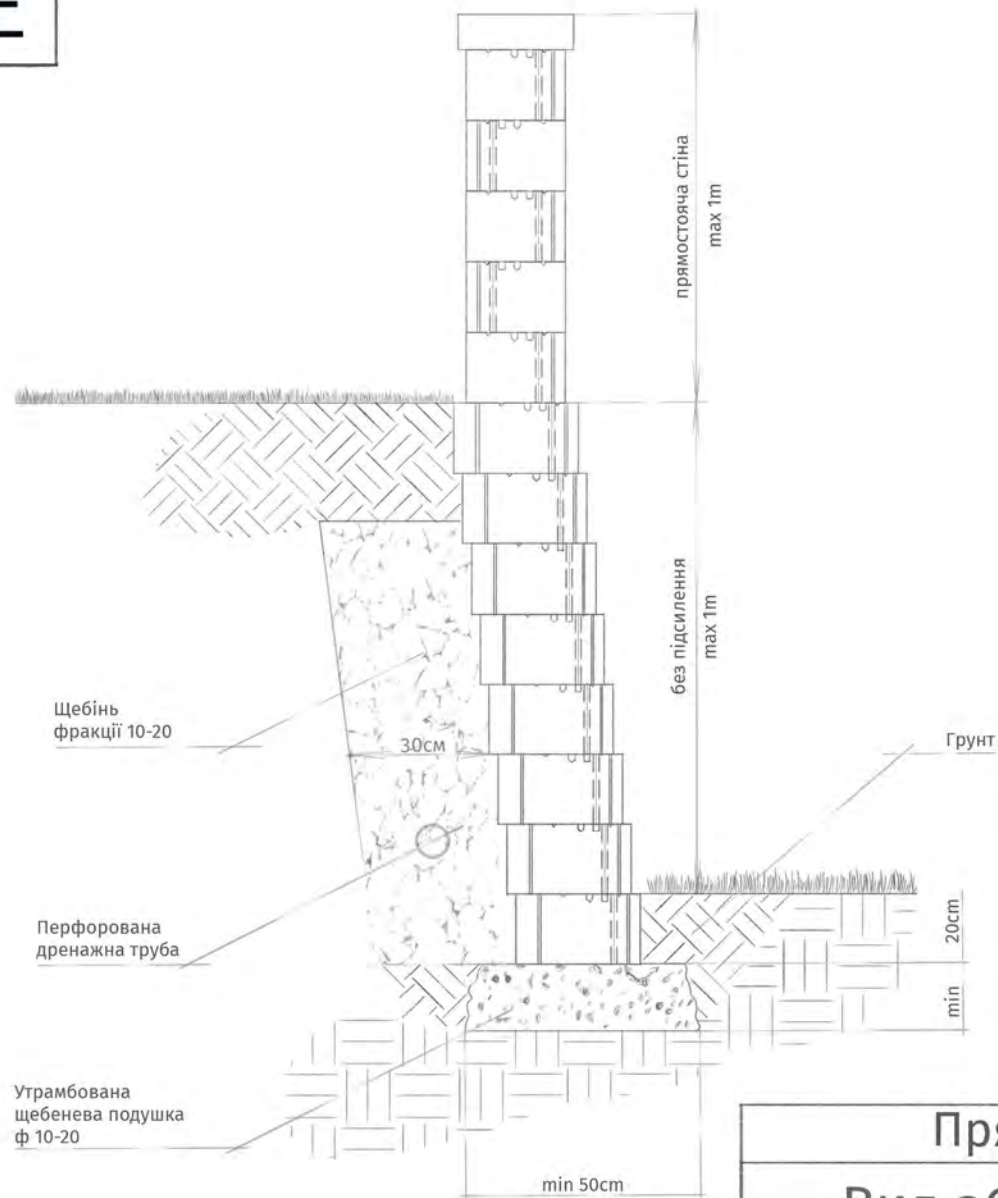 прямостояча стіна
max 1m
без підсилення
max 1m
Щебінь
фракції 10-20
30см
Грунт
Перфорована
дренажна труба
20cm
min
Утрамбована
щебенева подушка
ф 10-20
min 50cm